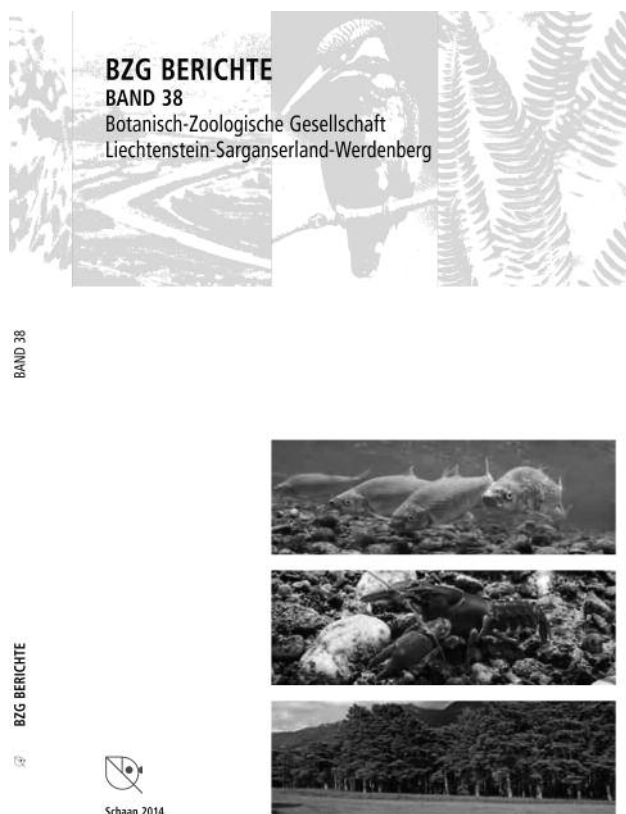 BZG BERICHTE
BAND 38
Botanisch-Zoologische Gesellschaft
Liechtenstein-Sarganserland-Werdenberg
BAND 38
BZG BERICHTE
Schaan 2014